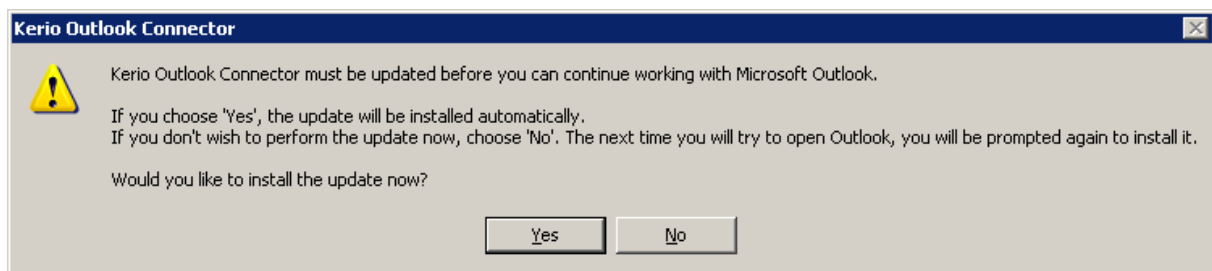 Kerio Outlook Connector
Kerio Outlook Connector must be updated before you can continue working with Microsoft Outlook.
If you choose 'Yes', the update will be installed automatically.
If you don't wish to perform the update now, choose 'No'. The next time you will try to open Outlook, you will be prompted again to install it.
Would you like to install the update now?
Yes No